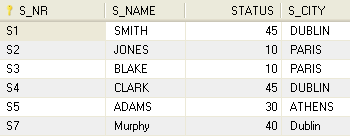 S_NR S_NAME STATUS S_CITY
S1 SMITH 45 DUBLIN
S2 JONES 10 PARIS
S3 BLAKE 10 PARIS
S4 CLARK 45 DUBLIN
S5 ADAMS 30 ATHENS
S7 Murphy 40 Dublin